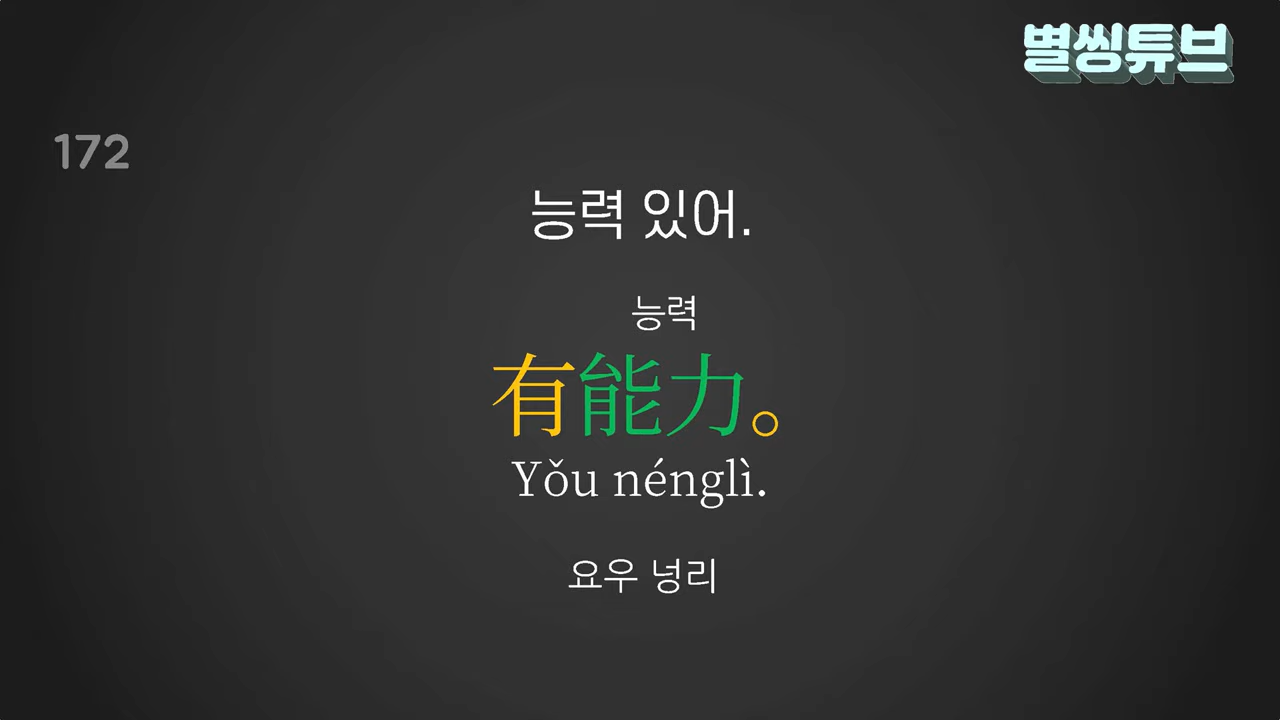 별씽튜브
172
능력 있어.
능력
有能力。
Yǒu nénglì.
요우 넝리